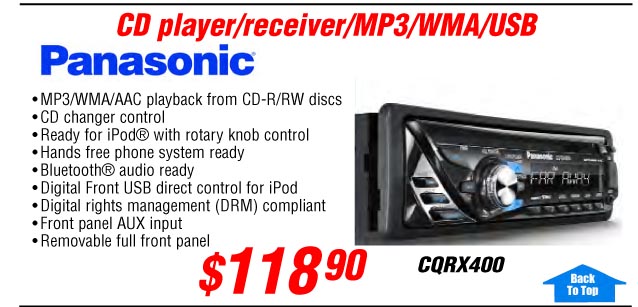 CD player/receiver/MP3/WMA/USB
Panasonic
•MP3/WMA/AAC playback from CD-R/RW discs
•CD changer control
•Ready for iPod® with rotary knob control
•Hands free phone system ready
•Bluetooth® audio ready
•Digital Front USB direct control for iPod
•Digital rights management (DRM) compliant
•Front panel AUX input
•Removable full front panel
Panasonic
FAR AWAY
$118 90
CQRX400
Back
To Top